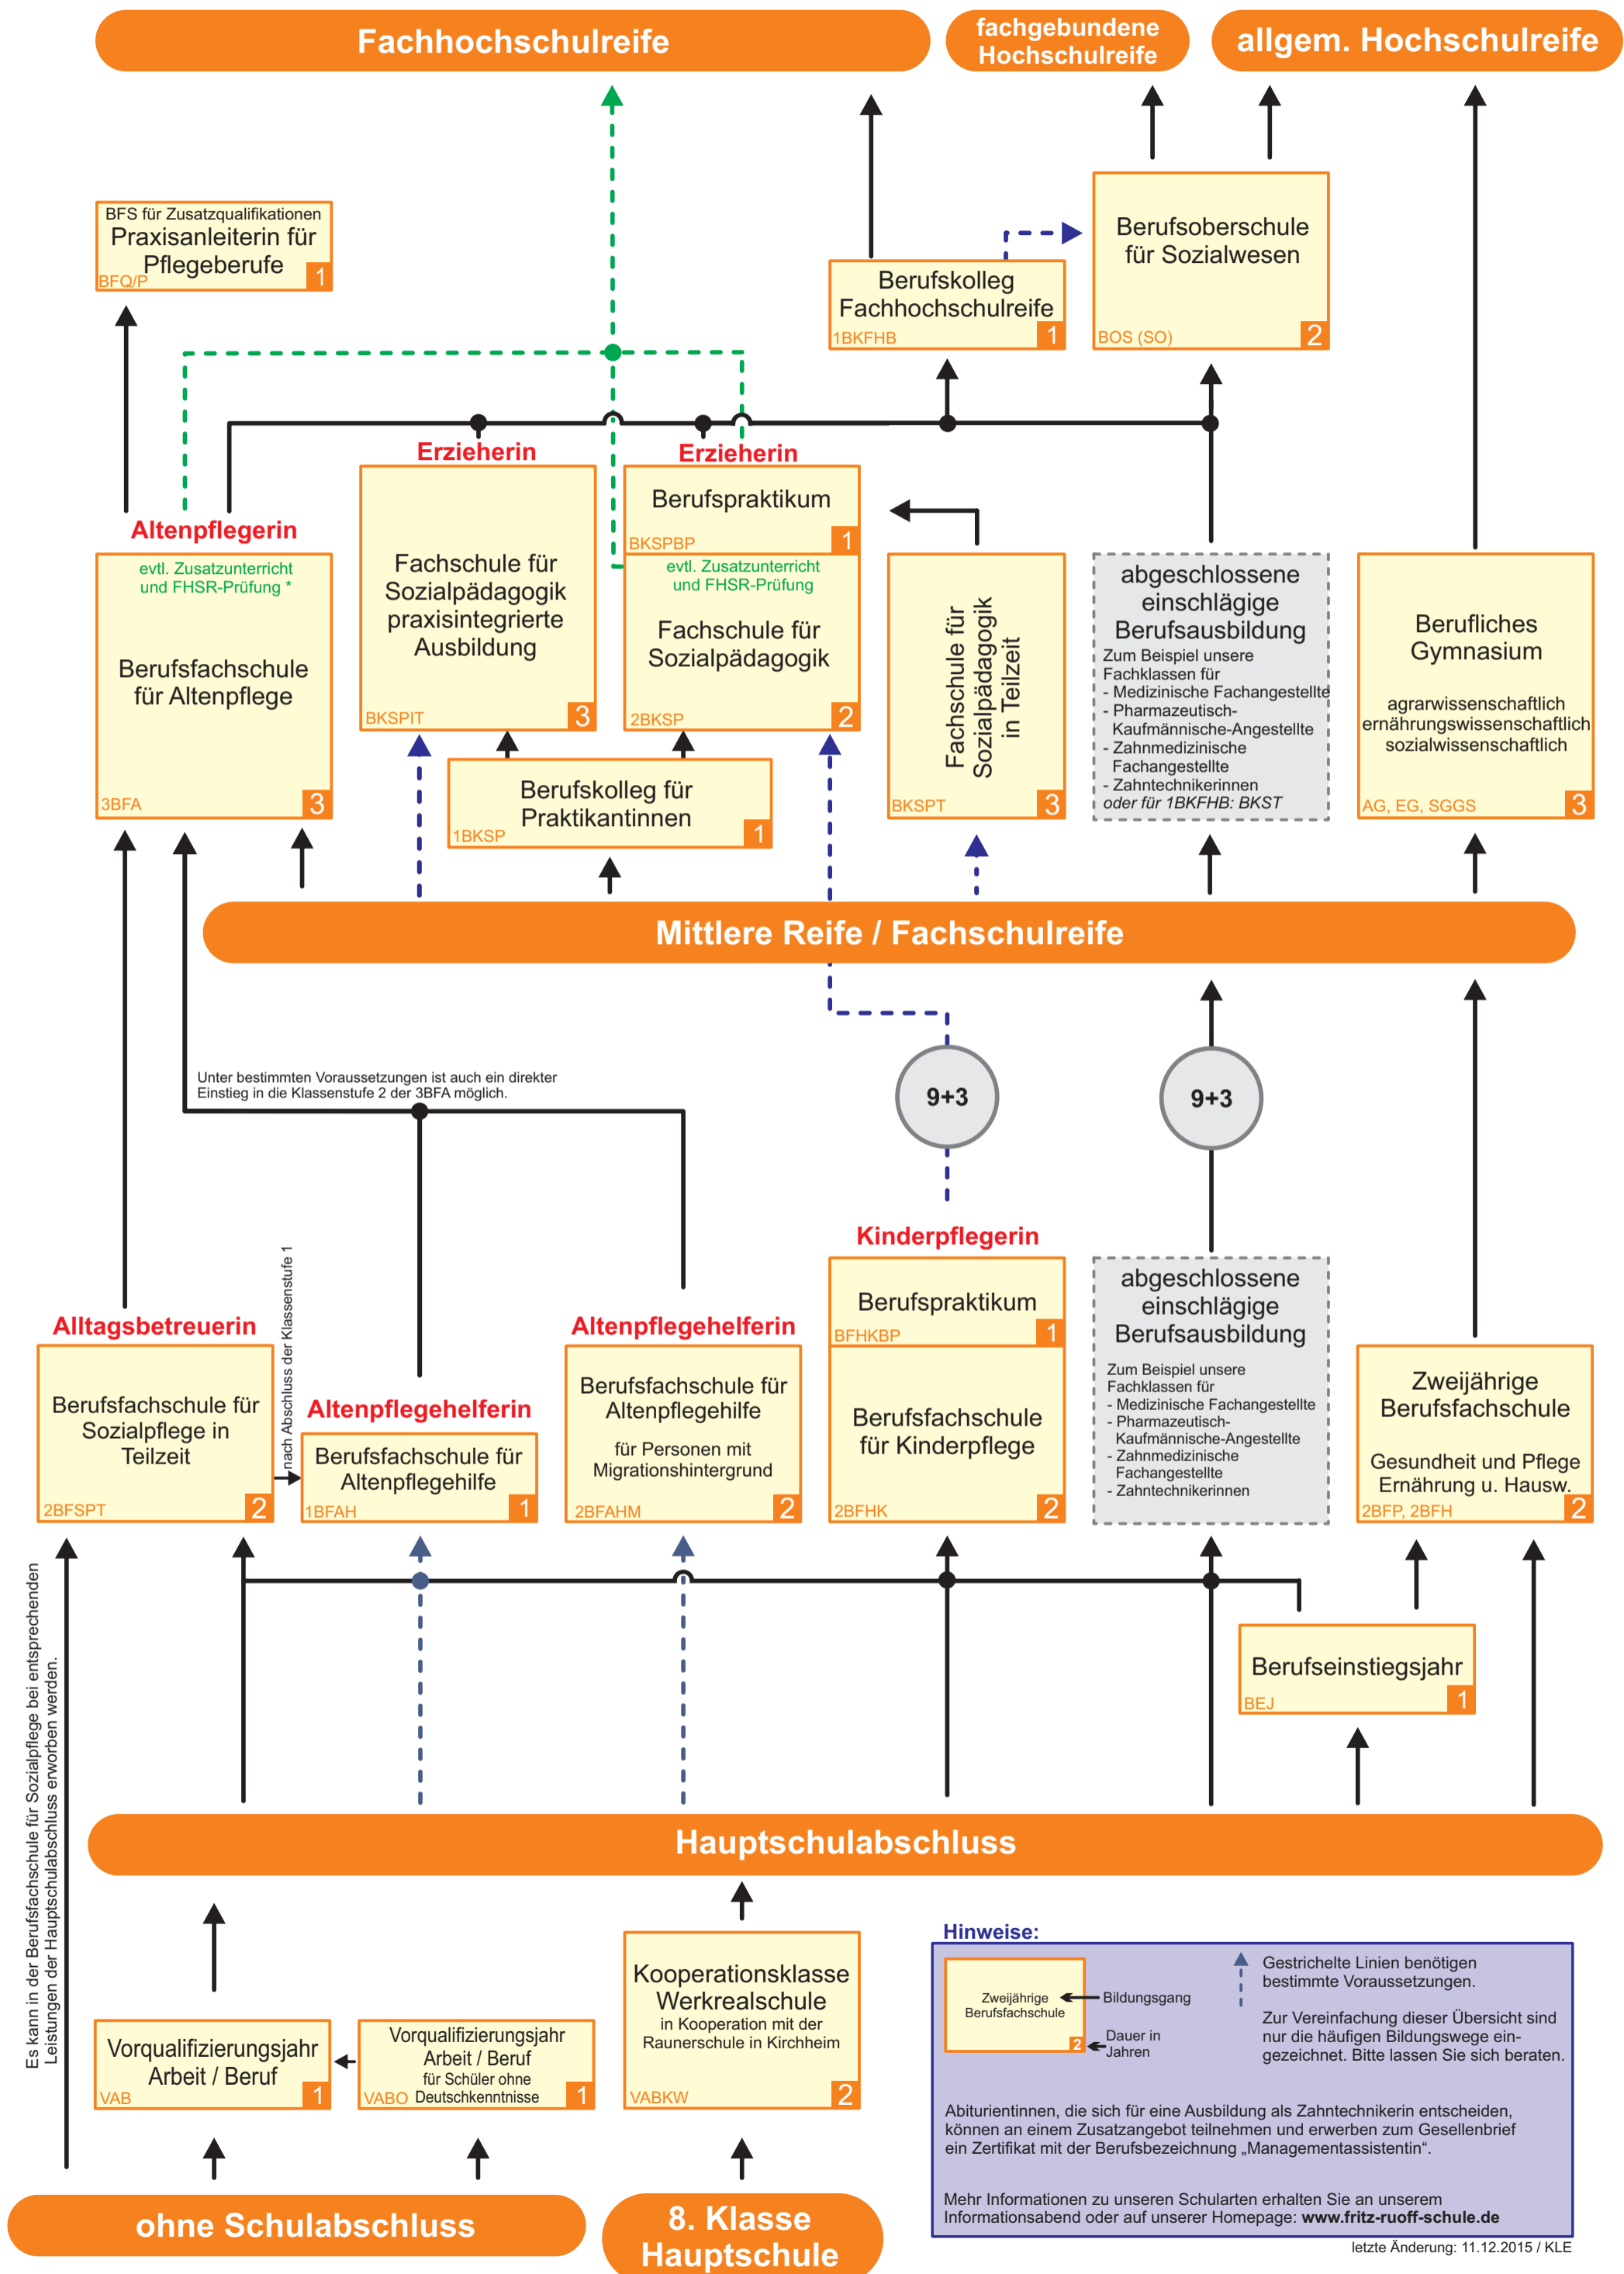 Fachhochschulreife
fachgebundene
Hochschulreife
allgem. Hochschulreife
BFS für Zusatzqualifikationen
Praxisanleiterin für
Pflegeberufe
BFQ/P
1
Berufskolleg
Fachhochschulreife
1BKFHB
1
Berufsoberschule
für Sozialwesen
BOS (SO)
2
Altenpflegerin
evtl. Zusatzunterricht
und FHSR-Prüfung *
Berufsfachschule
für Altenpflege
3BFA
3
Erzieherin
Fachschule für
Sozialpädagogik
praxisintegrierte
Ausbildung
BKSPIT
3
Erzieherin
Berufspraktikum
BKSPBP
1
evtl. Zusatzunterricht
und FHSR-Prüfung
Fachschule für
Sozialpädagogik
2BKSP
2
Berufskolleg für
Praktikantinnen
1BKSP
1
Fachschule für
Sozialpädagogik
in Teilzeit
BKSPT
3
abgeschlossene
einschlägige
Berufsausbildung
Zum Beispiel unsere
Fachklassen für
- Medizinische Fachangestellte
- Pharmazeutisch-
Kaufmännische-Angestellte
- Zahnmedizinische
Fachangestellte
- Zahntechnikerinnen
oder für 1BKFHB: BKST
Berufliches
Gymnasium
agrarwissenschaftlich
ernährungswissenschaftlich
sozialwissenschaftlich
AG, EG, SGGS
3
Mittlere Reife / Fachschulreife
Unter bestimmten Voraussetzungen ist auch ein direkter
Einstieg in die Klassenstufe 2 der 3BFA möglich.
9+3
9+3
Alltagsbetreuerin
Berufsfachschule für
Sozialpflege in
Teilzeit
2BFSPT
2
nach Abschluss der Klassenstufe 1
Altenpflegehelferin
Berufsfachschule für
Altenpflegehilfe
1BFAH
1
Altenpflegehelferin
Berufsfachschule für
Altenpflegehilfe
für Personen mit
Migrationshintergrund
2BFAHM
2
Kinderpflegerin
Berufspraktikum
BFHKBP
1
Berufsfachschule
für Kinderpflege
2BFHK
2
abgeschlossene
einschlägige
Berufsausbildung
Zum Beispiel unsere
Fachklassen für
- Medizinische Fachangestellte
- Pharmazeutisch-
Kaufmännische-Angestellte
- Zahnmedizinische
Fachangestellte
- Zahntechnikerinnen
Zweijährige
Berufsfachschule
Gesundheit und Pflege
Ernährung u. Hausw.
2BFP, 2BFH
2
Es kann in der Berufsfachschule für Sozialpflege bei entsprechenden
Leistungen der Hauptschulabschluss erworben werden.
Berufseinstiegsjahr
BEJ
1
Hauptschulabschluss
Vorqualifizierungsjahr
Arbeit / Beruf
VAB
1
Vorqualifizierungsjahr
Arbeit / Beruf
für Schüler ohne
Deutschkenntnisse
VABO
1
Kooperationsklasse
Werkrealschule
in Kooperation mit der
Raunerschule in Kirchheim
VABKW
2
ohne Schulabschluss
8. Klasse
Hauptschule
Hinweise:
Zweijährige
Berufsfachschule
2
Bildungsgang
Dauer in
Jahren
Gestrichelte Linien benötigen
bestimmte Voraussetzungen.
Zur Vereinfachung dieser Übersicht sind
nur die häufigen Bildungswege ein-
gezeichnet. Bitte lassen Sie sich beraten.
Abiturientinnen, die sich für eine Ausbildung als Zahntechnikerin entscheiden,
können an einem Zusatzangebot teilnehmen und erwerben zum Gesellenbrief
ein Zertifikat mit der Berufsbezeichnung „Managementassistentin“.
Mehr Informationen zu unseren Schularten erhalten Sie an unserem
Informationsabend oder auf unserer Homepage: www.fritz-ruoff-schule.de
letzte Änderung: 11.12.2015 / KLE